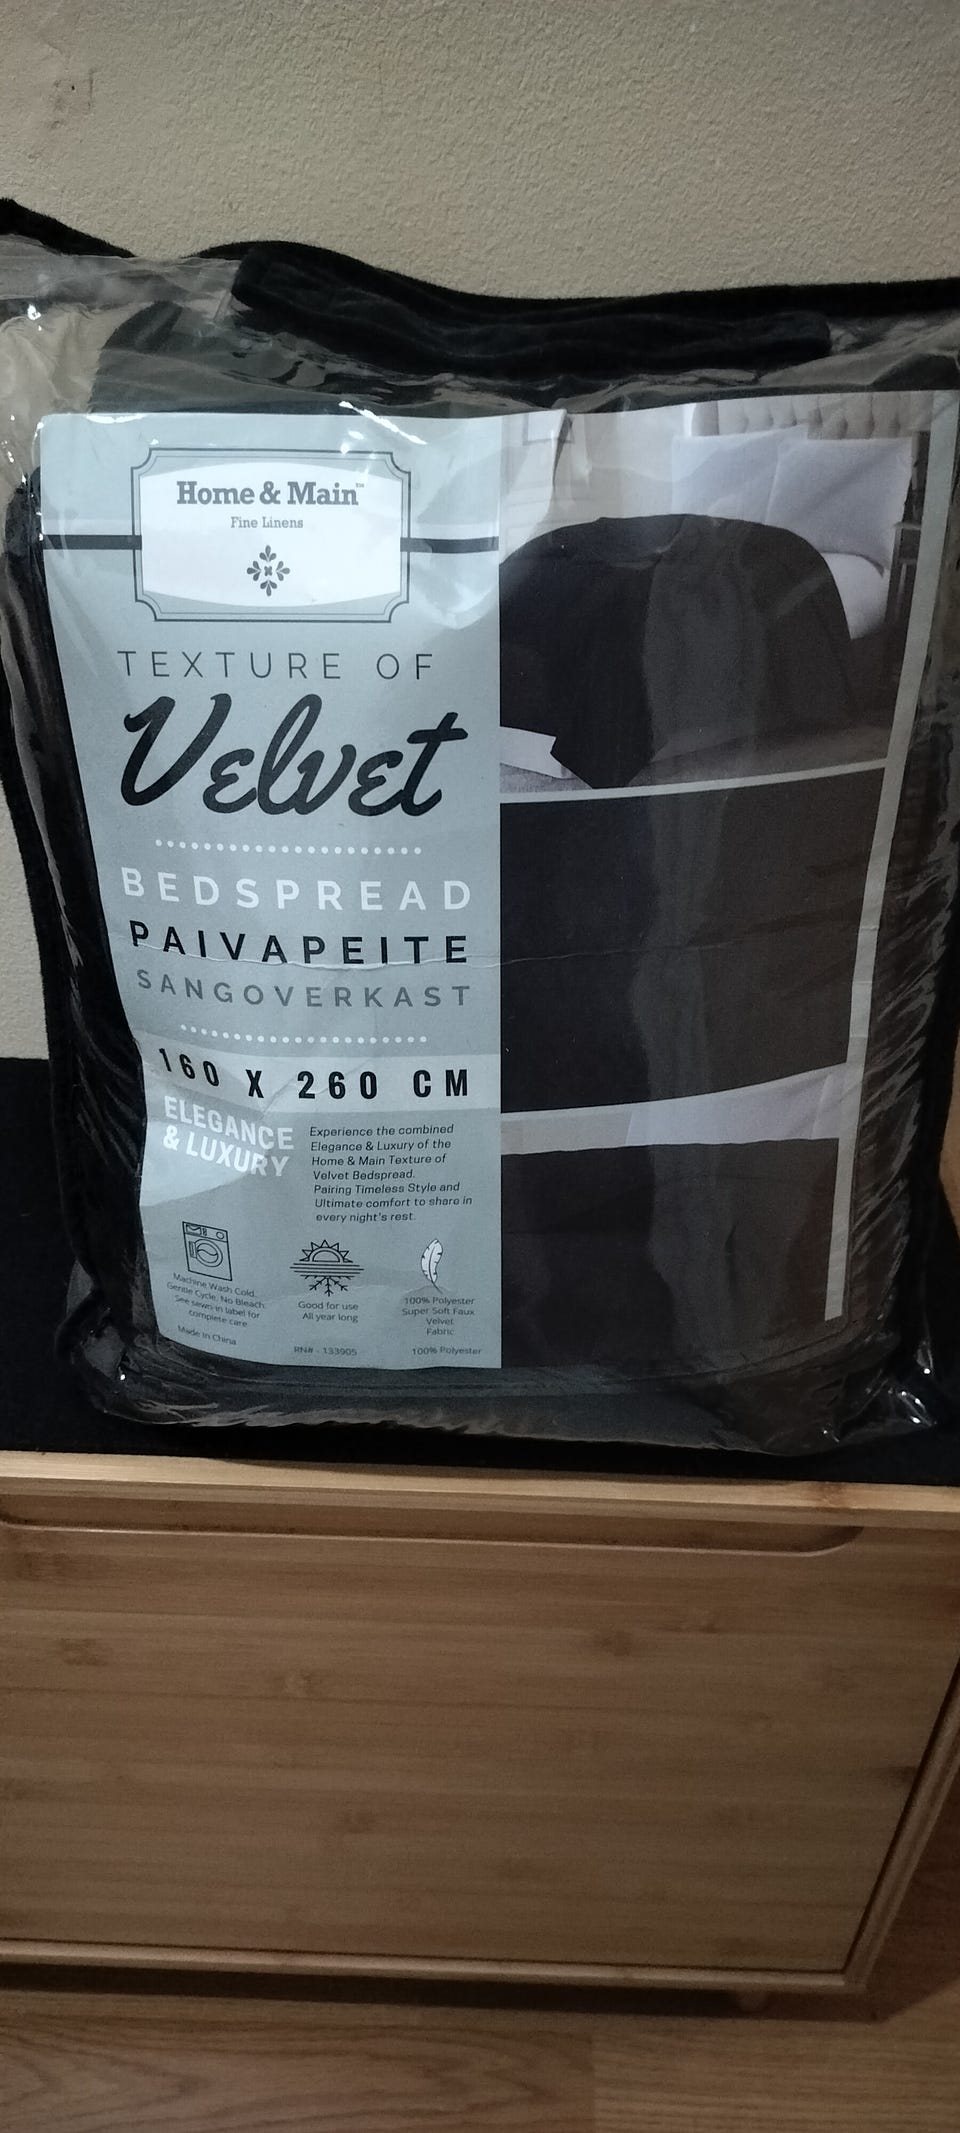 Home & Main™
Fine Linens
TEXTURE OF
Velvet
BEDSPREAD
PAIVAPEITE
SANGOVERKAST
160 X 260 CM
ELEGANCE
& LUXURY
Experience the combined
Elegance & Luxury of the
Home & Main Texture of
Velvet Bedspread.
Pairing Timeless Style and
Ultimate comfort to share in
every night's rest.
Machine Wash Cold.
Gentle Cycle. No Bleach.
See sewn-in label for
complete care
Made In China
Good for use
All year long
RN# - 133905
100% Polyester
Super Soft Faux
Velvet
Fabric
100% Polyester